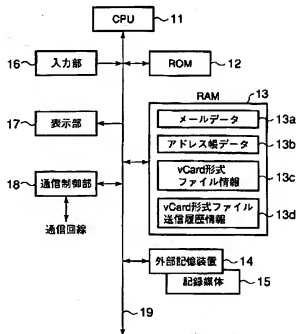 CPU
11
16
入力部
ROM
12
RAM
13
メールデータ
13a
17
表示部
アドレス帳データ
13b
18
通信制御部
vCard形式
ファイル情報
13c
通信回線
vCard形式ファイル
送信履歴情報
13d
外部記憶装置
14
記録媒体
15
19